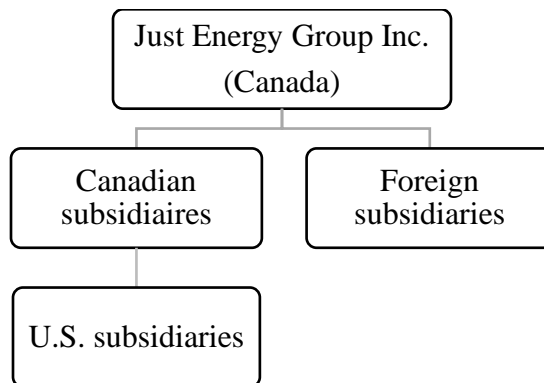 Just Energy Group Inc.
(Canada)
Canadian
subsidiaires
Foreign
subsidiaries
U.S. subsidiaries